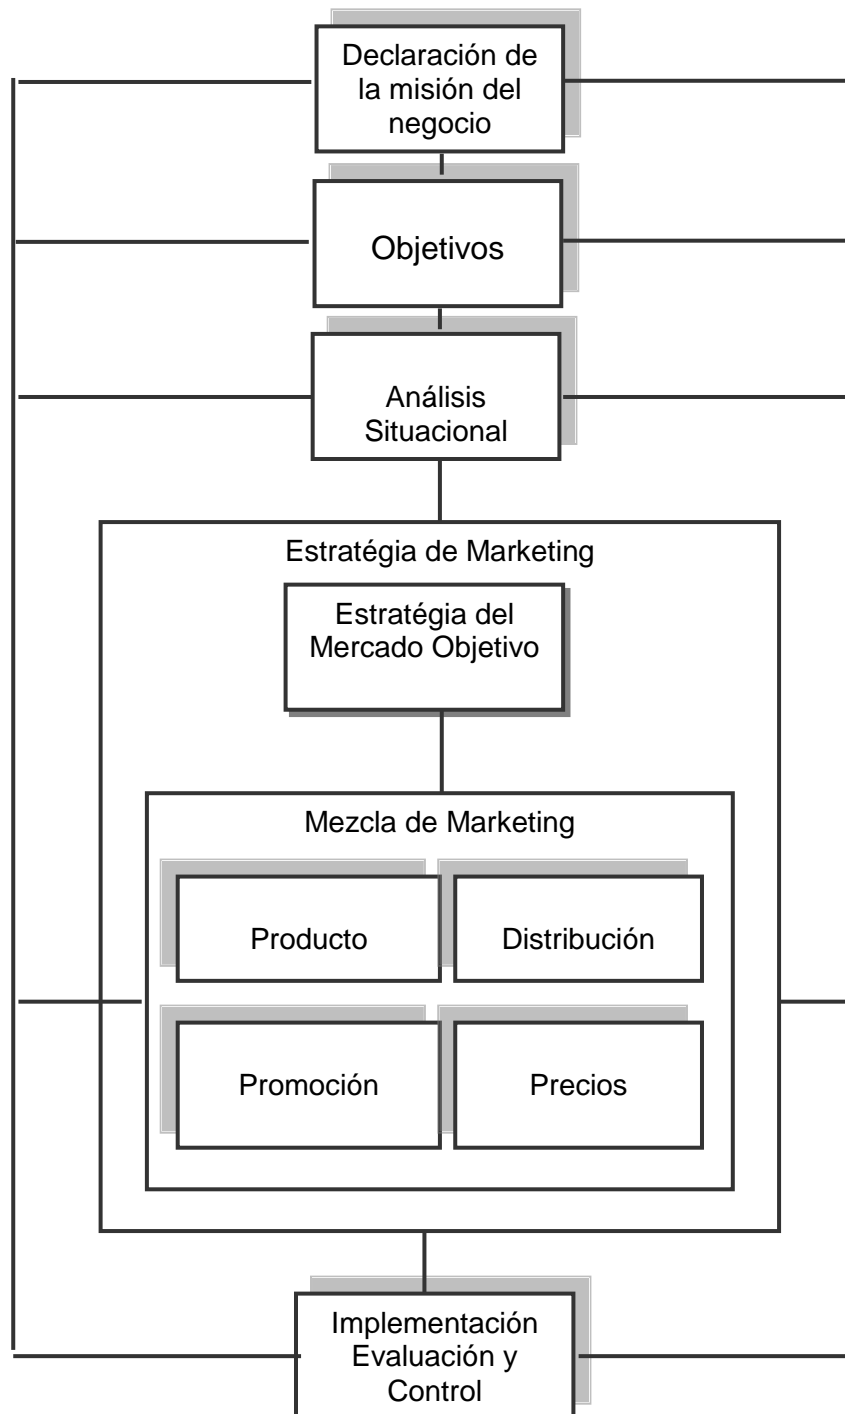 Declaración de
la misión del
negocio
Objetivos
Análisis
Situacional
Estratégia de Marketing
Estratégia del
Mercado Objetivo
Mezcla de Marketing
Producto
Distribución
Promoción
Precios
Implementación
Evaluación y
Control